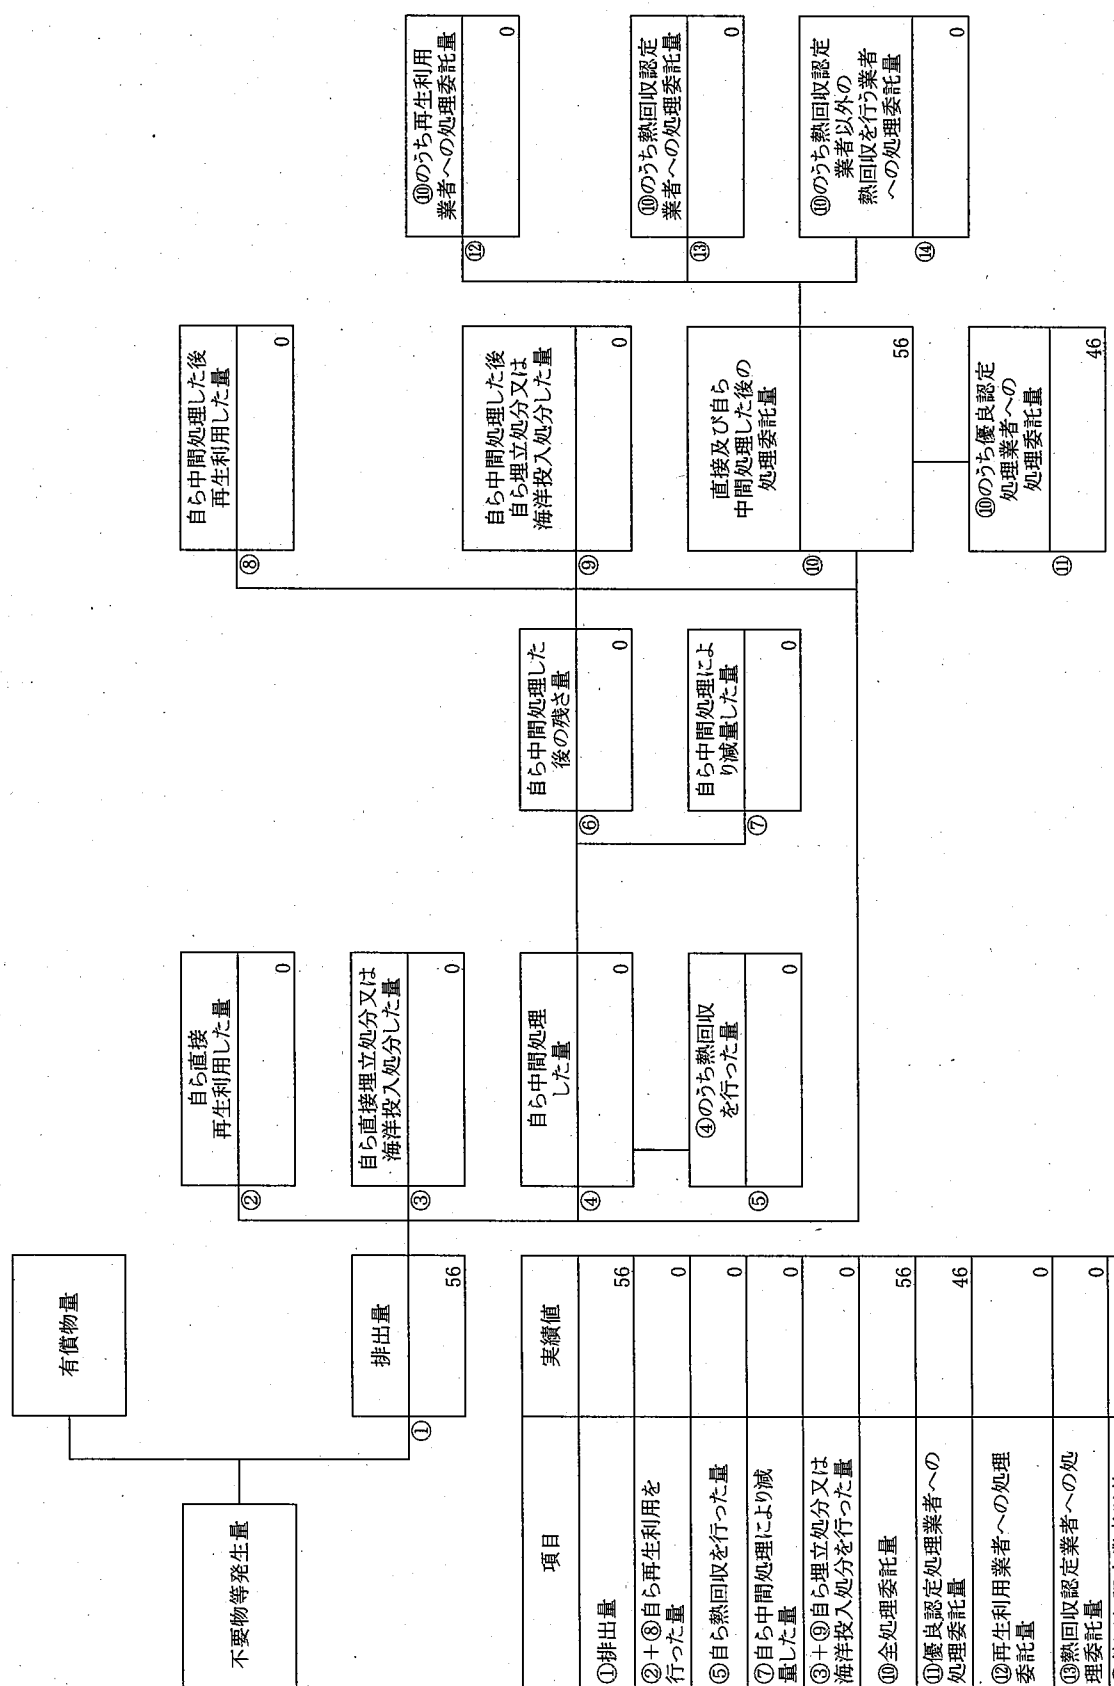 不要物等発生量
有償物量
排出量
①
56
自ら直接
再生利用した量
②
0
自ら直接埋立処分又は
海洋投入処分した量
③
0
自ら中間処理
した量
④
0
④のうち熱回収
を行った量
⑤
0
自ら中間処理した
後の残さ量
⑥
0
自ら中間処理によ
り減量した量
⑦
0
自ら中間処理した後
再生利用した量
⑧
0
自ら中間処理した後
自ら埋立処分又は
海洋投入処分した量
⑨
0
直接及び自ら
中間処理した後の
処理委託量
⑩
56
⑩のうち優良認定
処理業者への
処理委託量
⑪
46
⑩のうち再生利用
業者への処理委託量
⑫
0
⑩のうち熱回収認定
業者への処理委託量
⑬
0
⑩のうち熱回収認定
業者以外の
熱回収を行う業者
への処理委託量
⑭
0
項目
実績値
①排出量
56
②+⑧自ら再生利用を
行った量
0
⑤自ら熱回収を行った量
0
⑦自ら中間処理により減
量した量
0
③+⑨自ら埋立処分又は
海洋投入処分を行った量
0
⑩全処理委託量
56
⑪優良認定処理業者への
処理委託量
46
⑫再生利用業者への処理
委託量
0
⑬熱回収認定業者への処
理委託量
0